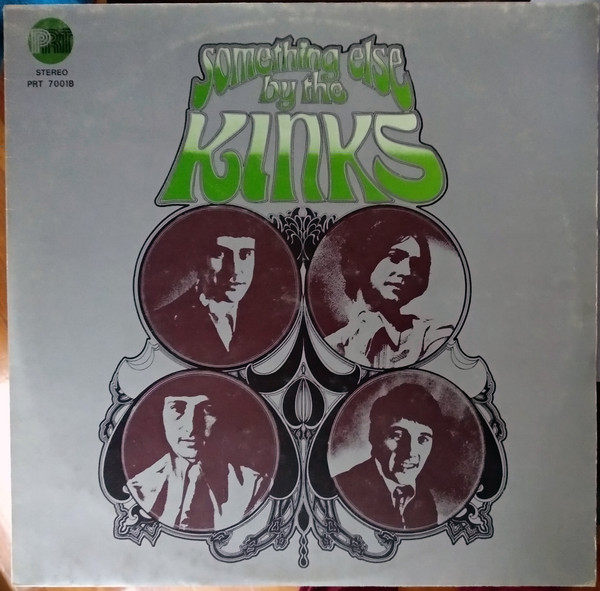 PRT
STEREO
PRT 70018
something else
by the
KINKS